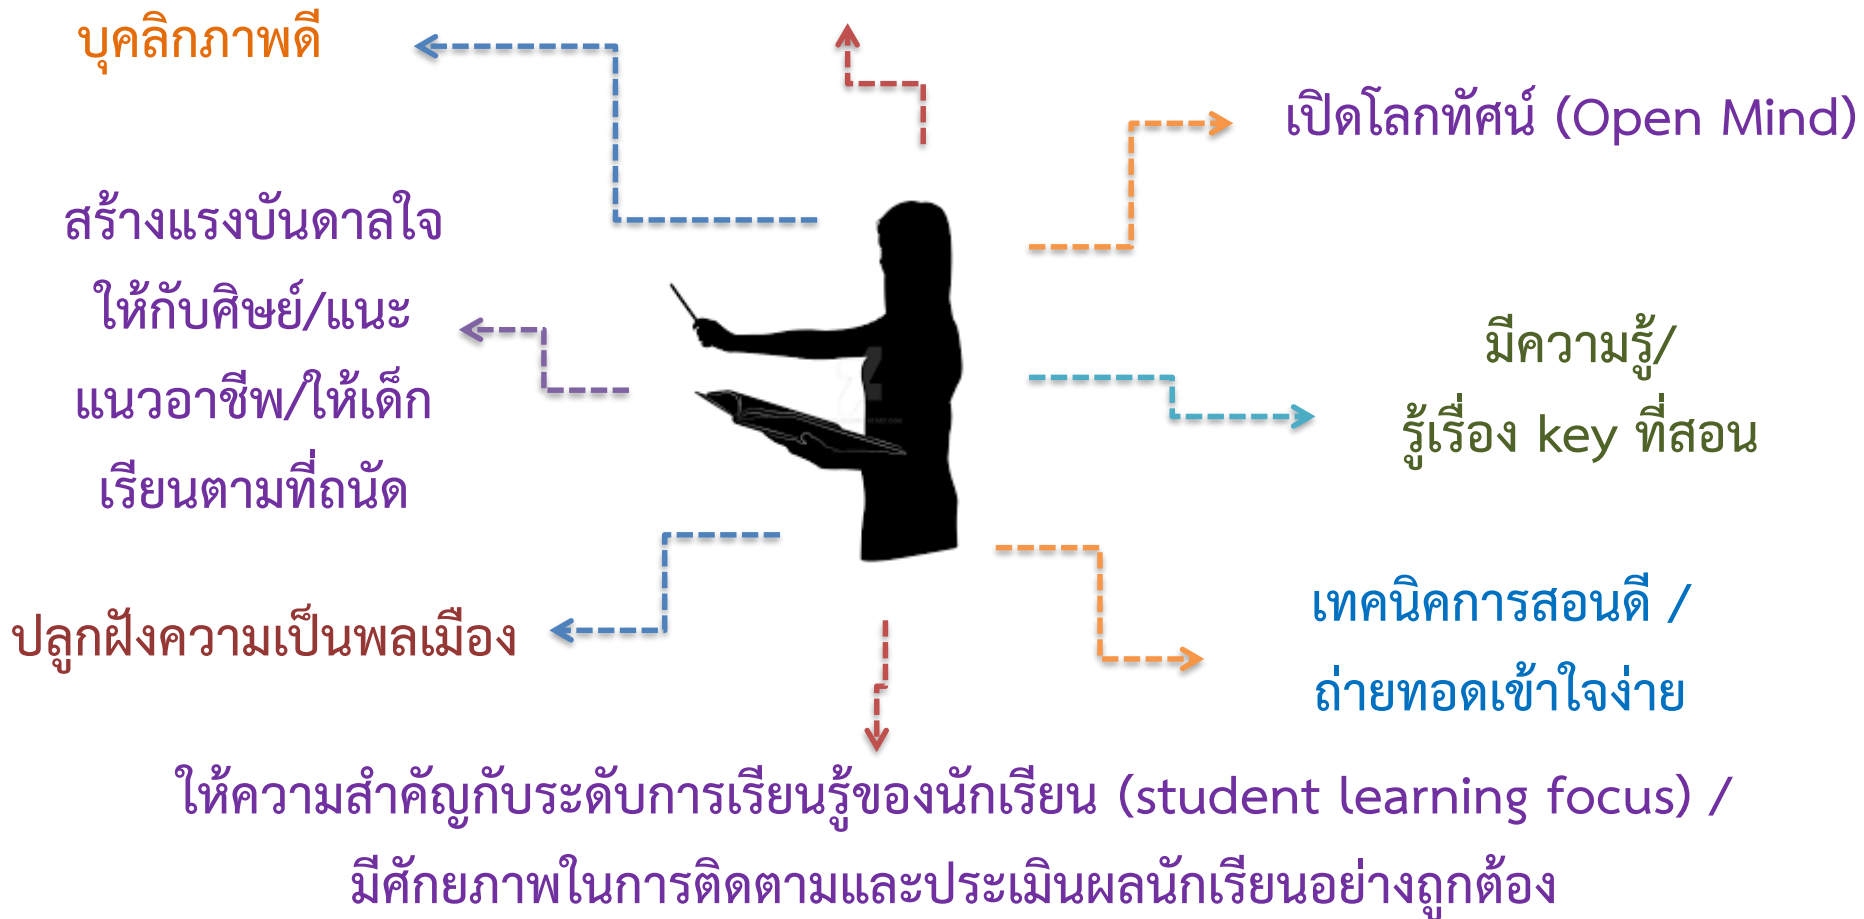 บุคลิกภาพดี
เปิดโลกทัศน์ (Open Mind)
สร้างแรงบันดาลใจ
ให้กับศิษย์/แนะ
แนวอาชีพ/ให้เด็ก
เรียนตามที่ถนัด
มีความรู้/
รู้เรื่อง key ที่สอน
ปลูกฝังความเป็นพลเมือง
เทคนิคการสอนดี /
ถ่ายทอดเข้าใจง่าย
ให้ความสำคัญกับระดับการเรียนรู้ของนักเรียน (student learning focus) /
มีศักยภาพในการติดตามและประเมินผลนักเรียนอย่างถูกต้อง